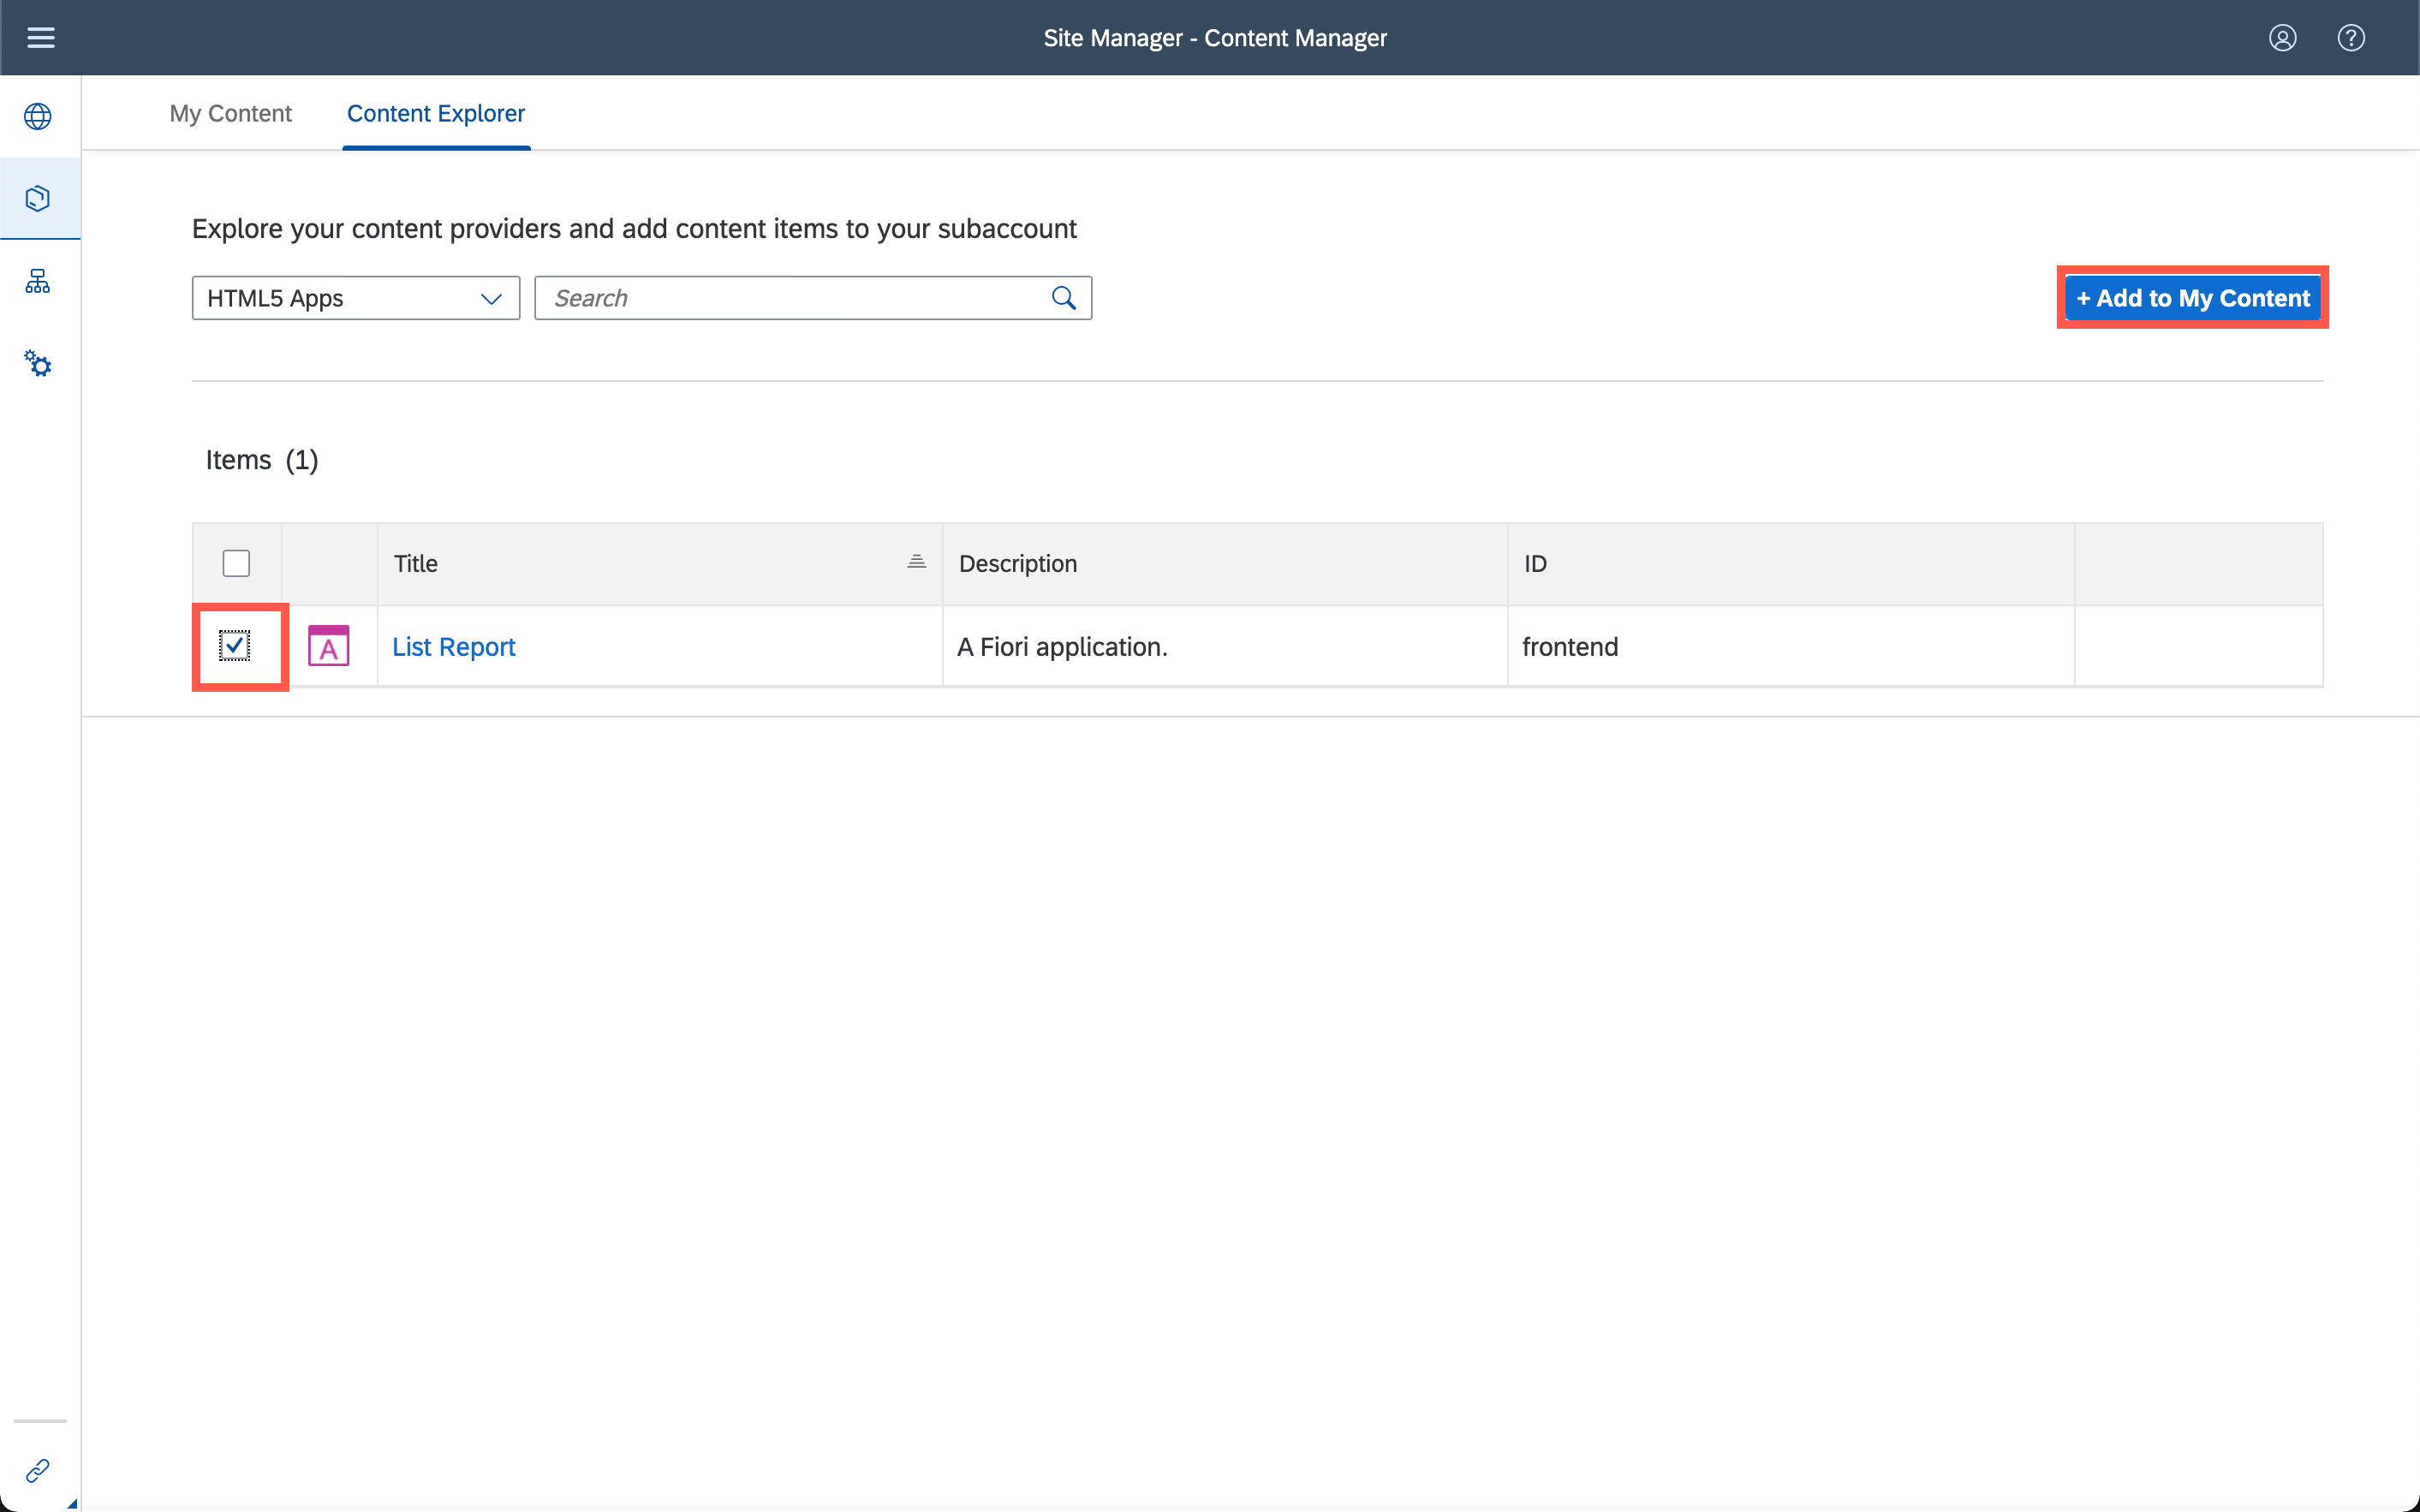 Site Manager - Content Manager
?
My Content
Content Explorer
Explore your content providers and add content items to your subaccount
HTML5 Apps
Search
+ Add to My Content
Items (1)
Title
Description
ID
A
List Report
A Fiori application.
frontend